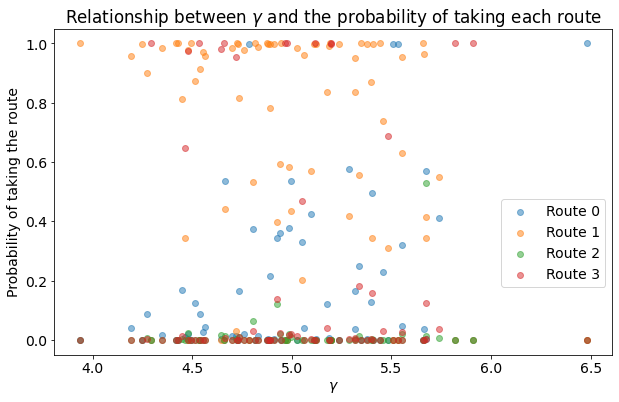 Relationship between γ and the probability of taking each route
Probability of taking the route
1.0
0.8
0.6
0.4
0.2
0.0
Route 0
Route 1
Route 2
Route 3
4.0 4.5 5.0 5.5 6.0 6.5
γ